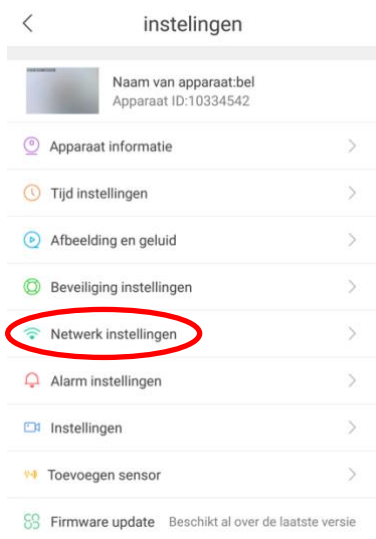 instelingen
Naam van apparaat:bel
Apparaat ID:10334542
Apparaat informatie
Tijd instellingen
Afbeelding en geluid
Beveiliging instellingen
Netwerk instellingen
Alarm instellingen
Instellingen
Toevoegen sensor
Firmware update Beschikt al over de laatste versie